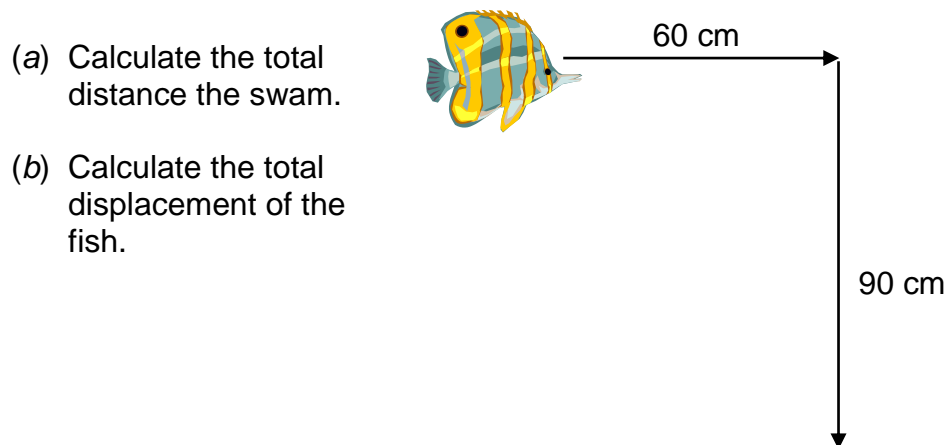 (a) Calculate the total
distance the swam.
(b) Calculate the total
displacement of the
fish.
60 cm
90 cm